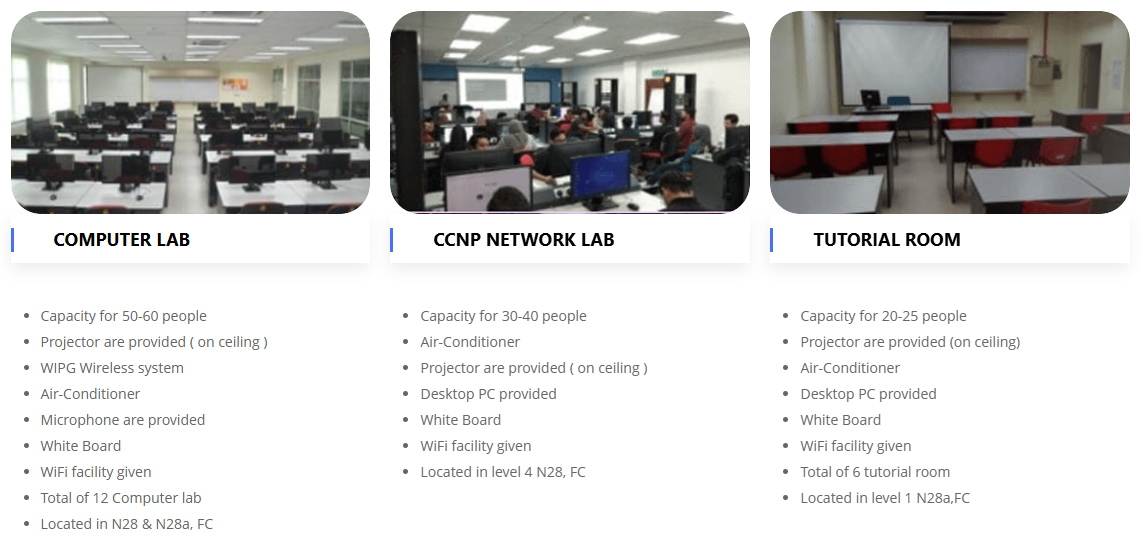 COMPUTER LAB
Capacity for 50-60 people
Projector are provided ( on ceiling )
WIPG Wireless system
Air-Conditioner
Microphone are provided
White Board
WiFi facility given
Total of 12 Computer lab
Located in N28 & N28a, FC
CCNP NETWORK LAB
Capacity for 30-40 people
Air-Conditioner
Projector are provided ( on ceiling )
Desktop PC provided
White Board
WiFi facility given
Located in level 4 N28, FC
TUTORIAL ROOM
Capacity for 20-25 people
Projector are provided (on ceiling)
Air-Conditioner
Desktop PC provided
White Board
WiFi facility given
Total of 6 tutorial room
Located in level 1 N28a,FC